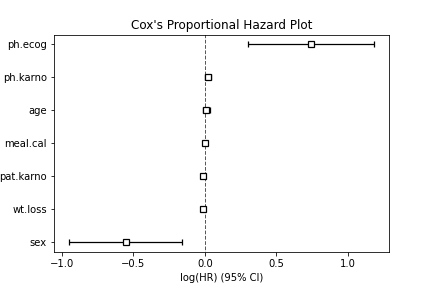 Cox's Proportional Hazard Plot
ph.ecog
ph.karno
age
meal.cal
pat.karno
wt.loss
sex
−1.0 −0.5 0.0 0.5 1.0
log(HR) (95% CI)